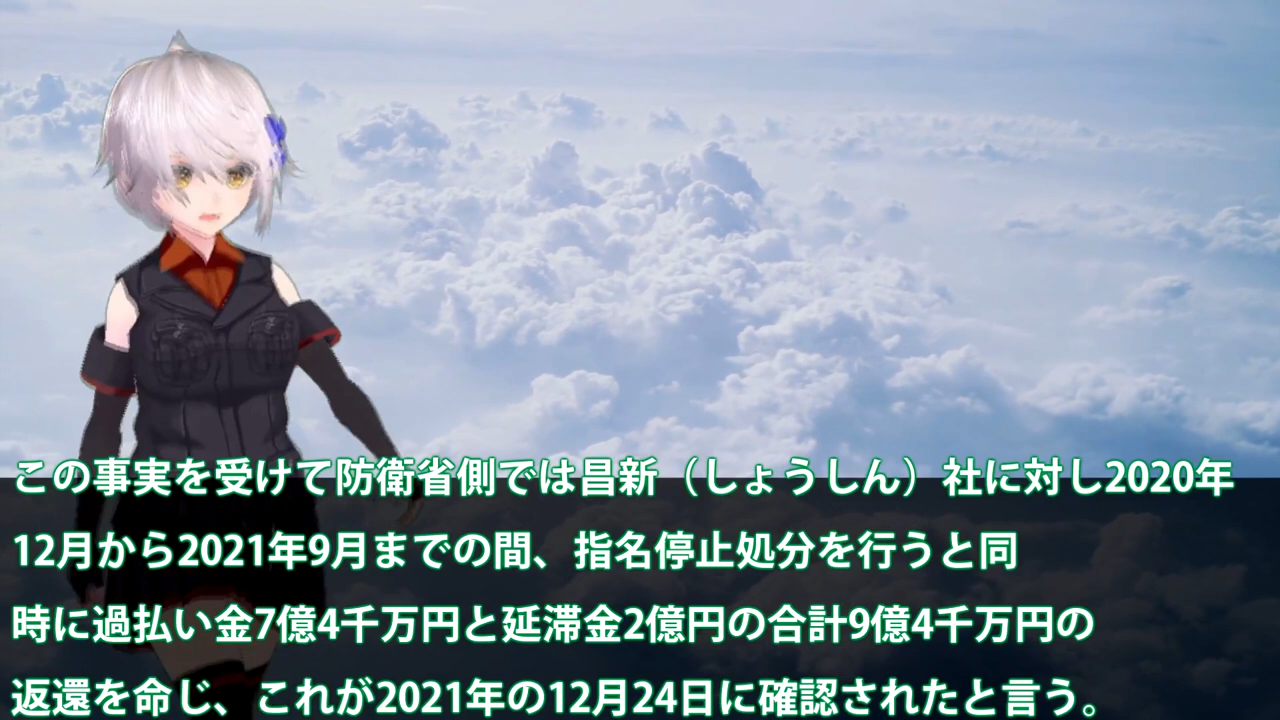 この事実を受けて防衛省側では昌新（しょうしん）社に対し2020年
12月から2021年9月までの間、指名停止処分を行うと同
時に過払い金7億4千万円と延滞金2億円の合計9億4千万円の
返還を命じ、これが2021年の12月24日に確認されたと言う。